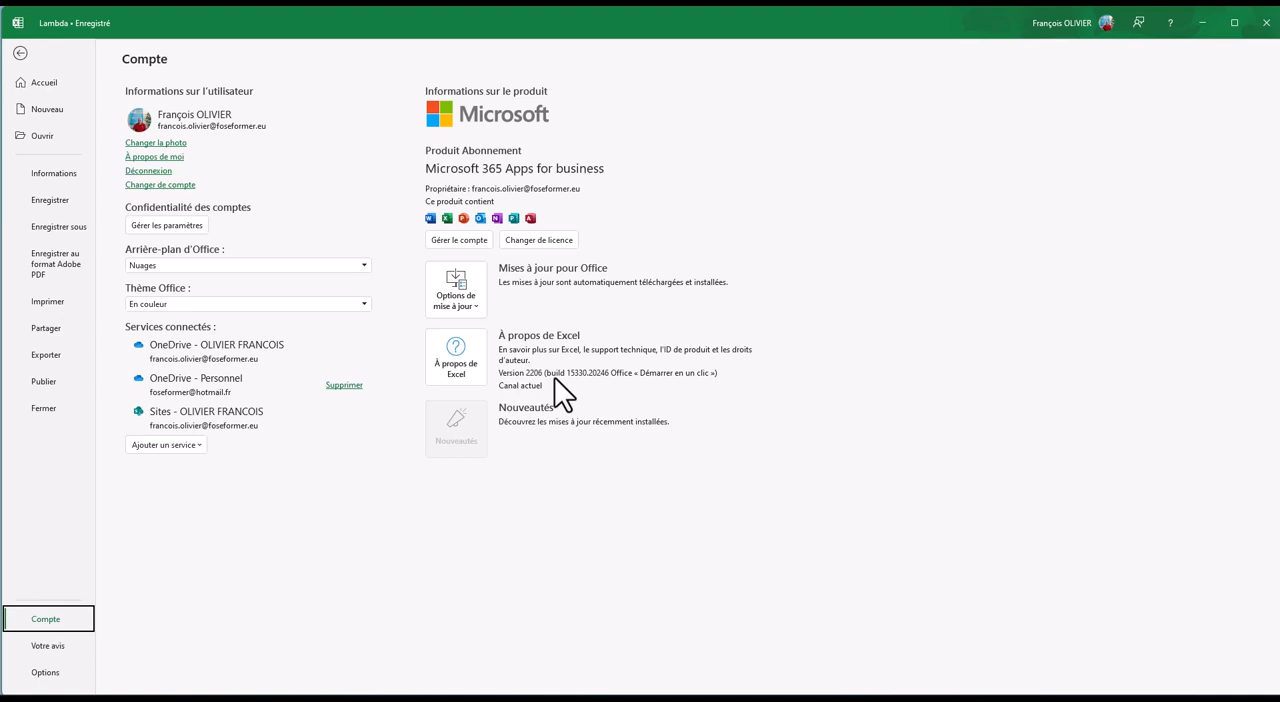 Lambda • Enregistré
François OLIVIER
?
Compte
Accueil
Nouveau
Ouvrir
Informations
Enregistrer
Enregistrer sous
Enregistrer au
format Adobe
PDF
Imprimer
Partager
Exporter
Publier
Fermer
Compte
Votre avis
Options
Informations sur l'utilisateur
François OLIVIER
francois.olivier@foseformer.eu
Changer la photo
À propos de moi
Déconnexion
Changer de compte
Confidentialité des comptes
Gérer les paramètres
Arrière-plan d'Office :
Nuages
Thème Office :
En couleur
Services connectés :
OneDrive - OLIVIER FRANCOIS
francois.olivier@foseformer.eu
OneDrive - Personnel
foseformer@hotmail.fr
Supprimer
Sites - OLIVIER FRANCOIS
francois.olivier@foseformer.eu
Ajouter un service
Informations sur le produit
Microsoft
Produit Abonnement
Microsoft 365 Apps for business
Propriétaire : francois.olivier@foseformer.eu
Ce produit contient
Gérer le compte
Changer de licence
Options de
mise à jour
Mises à jour pour Office
Les mises à jour sont automatiquement téléchargées et installées.
À propos de
Excel
À propos de Excel
En savoir plus sur Excel, le support technique, l'ID de produit et les droits
d'auteur.
Version 2206 (build 15330.20246 Office « Démarrer en un clic »)
Canal actuel
Nouveautés
Nouveautés
Découvrez les mises à jour récemment installées.